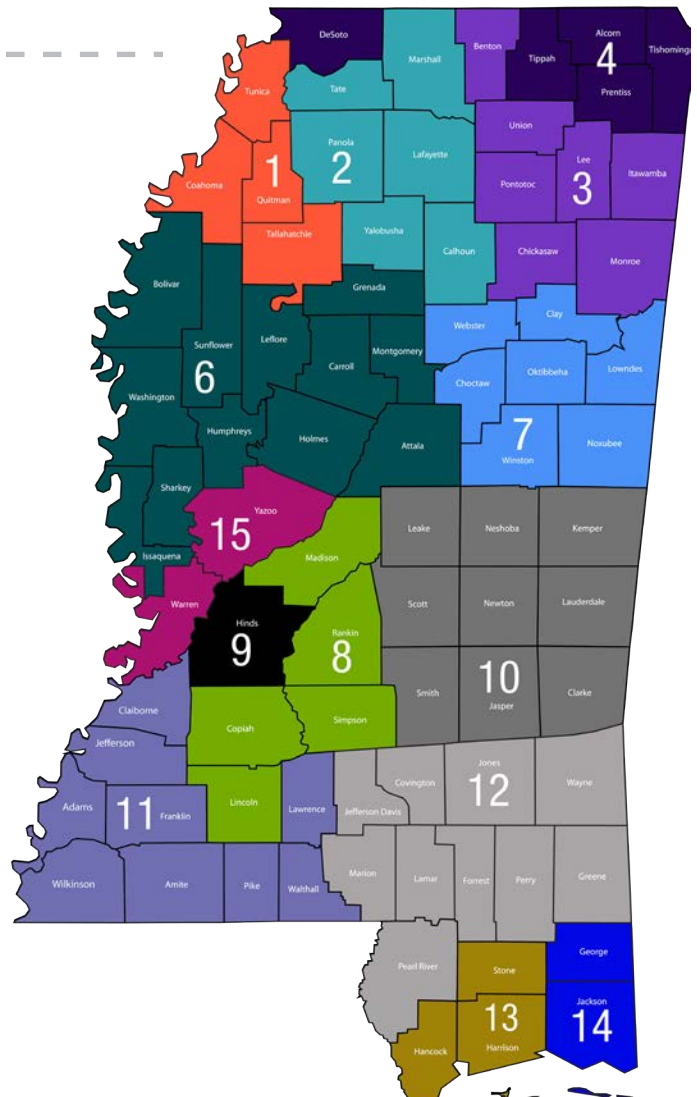 DeSoto
Marshall
Benton
Alcorn
Tippah
4
Tishomingo
Tunica
Tate
Prentiss
Panola
2
Lafayette
Union
Lee
3
Coahoma
1
Quitman
Pontotoc
Itawamba
Tallahatchie
Yalobusha
Calhoun
Chickasaw
Monroe
Bolivar
Grenada
Sunflower
6
Leflore
Carroll
Montgomery
Webster
Clay
Choctaw
Oktibbeha
Lowndes
Washington
Humphreys
Holmes
Attala
7
Winston
Noxubee
Sharkey
Yazoo
15
Issaquena
Madison
Leake
Neshoba
Kemper
Warren
Hinds
9
Rankin
8
Scott
Newton
Lauderdale
Claiborne
Copiah
Simpson
Smith
10
Jasper
Clarke
Jefferson
Adams
11
Franklin
Lincoln
Lawrence
Jefferson Davis
Covington
Jones
12
Wayne
Wilkinson
Amite
Pike
Walthall
Marion
Lamar
Forrest
Perry
Greene
Pearl River
Stone
George
Hancock
13
Harrison
Jackson
14